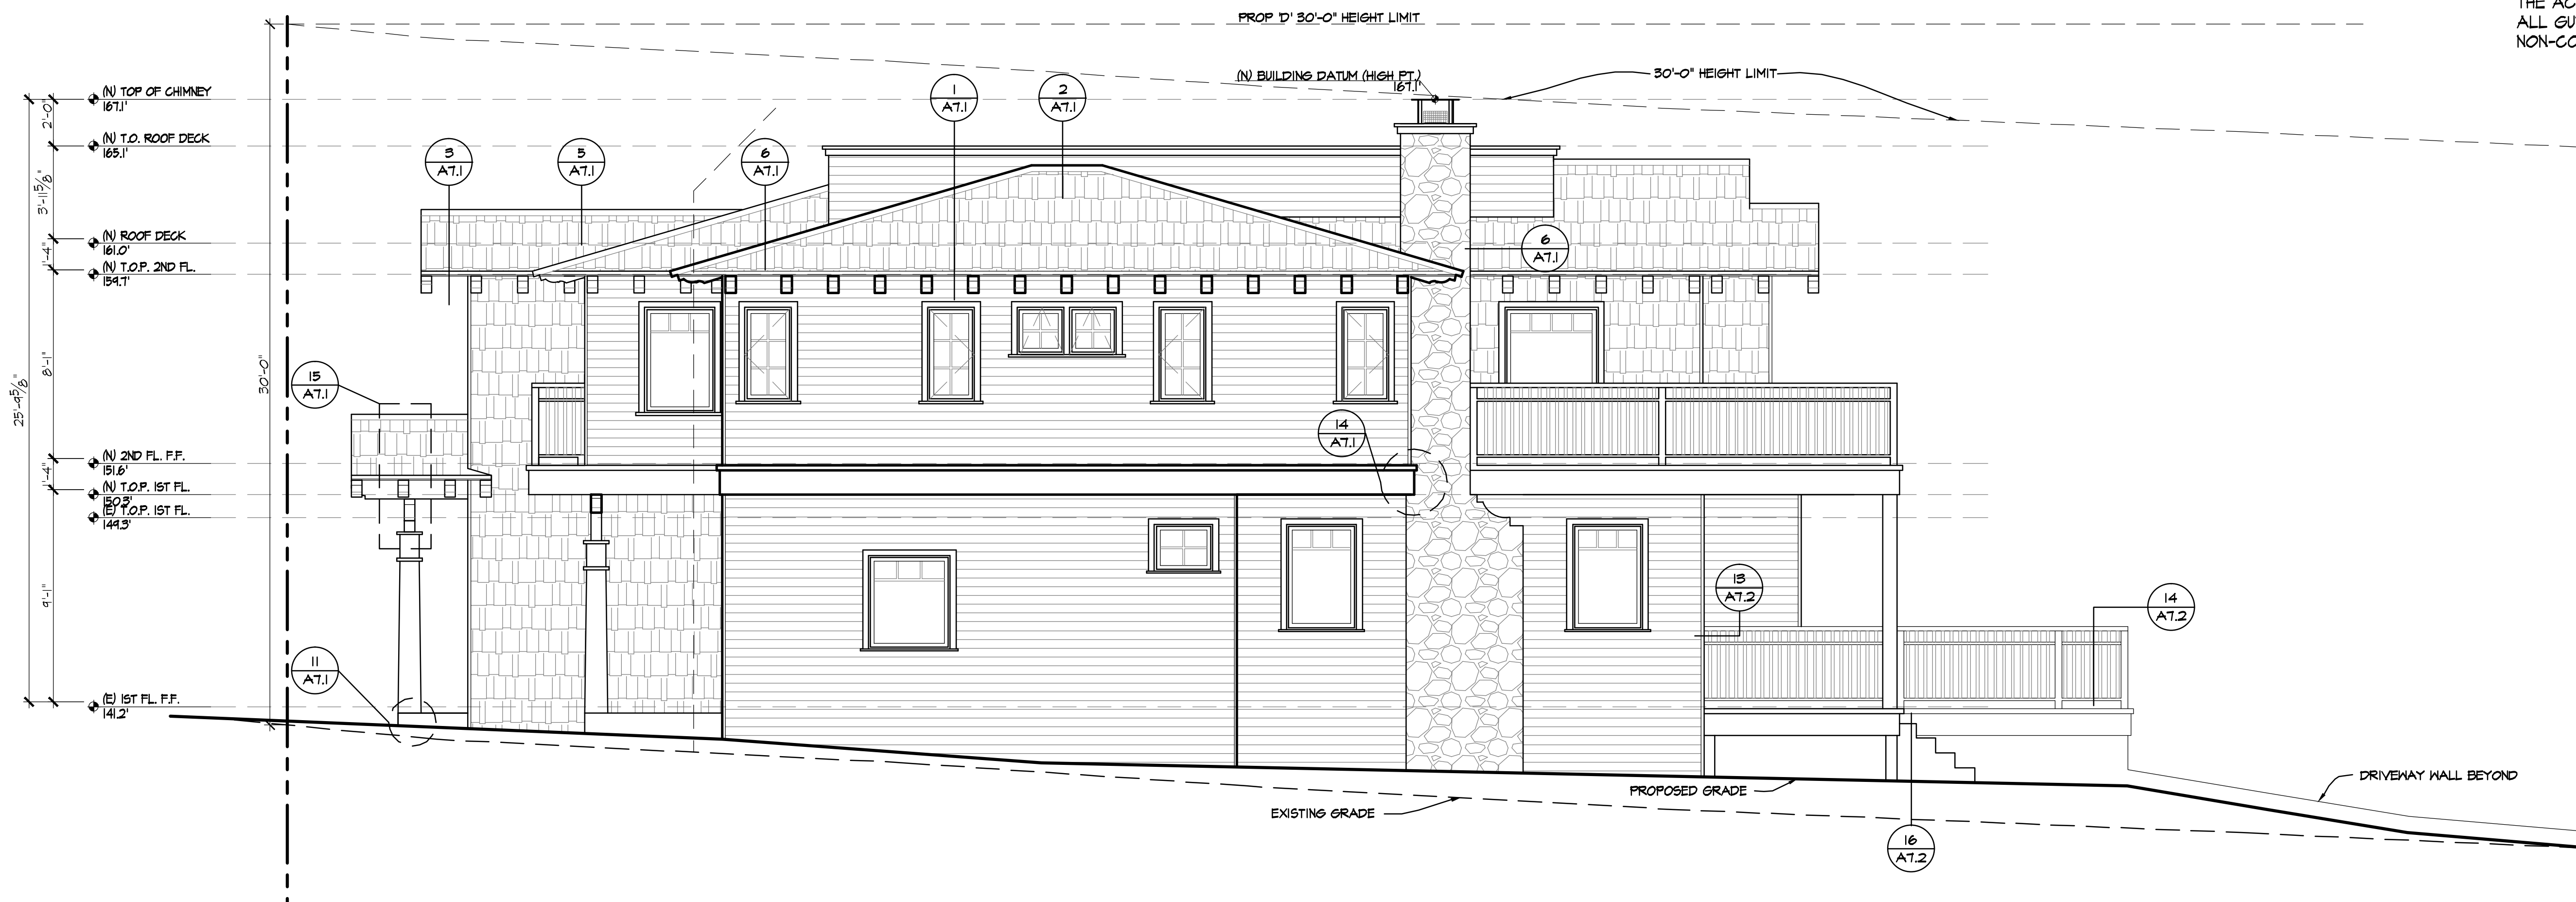 PROP 'D' 30'-0" HEIGHT LIMIT
ALL GU
NON-CO
(N) BUILDING DATUM (HIGH PT.)
167.1'
30'-0" HEIGHT LIMIT
(N) TOP OF CHIMNEY
167.1'
2'-0"
(N) T.O. ROOF DECK
165.1'
3'-11 5/8"
(N) ROOF DECK
161.0'
1'-4"
(N) T.O.P. 2ND FL.
159.7'
8'-1"
25'-9 5/8"
30'-0"
(N) 2ND FL. F.F.
151.6'
1'-4"
(N) T.O.P. 1ST FL.
150.3'
(E) T.O.P. 1ST FL.
149.3'
9'-1"
(E) 1ST FL. F.F.
141.2'
1
A7.1
2
A7.1
3
A7.1
5
A7.1
6
A7.1
6
A7.1
15
A7.1
14
A7.1
13
A7.2
14
A7.2
11
A7.1
16
A7.2
DRIVEWAY WALL BEYOND
PROPOSED GRADE
EXISTING GRADE